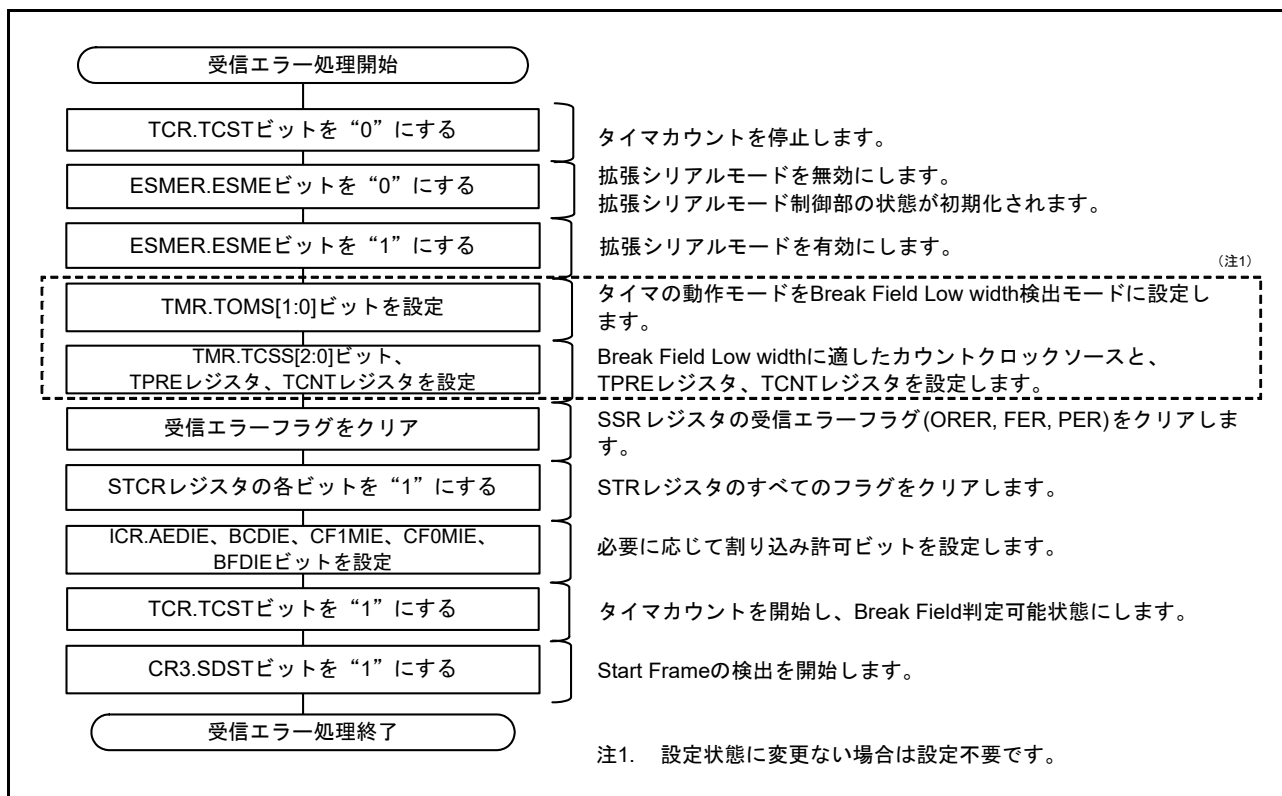 受信エラー処理開始
TCR.TCSTビットを“0”にする
タイマカウントを停止します。
ESMER.ESMEビットを“0”にする
拡張シリアルモードを無効にします。
拡張シリアルモード制御部の状態が初期化されます。
ESMER.ESMEビットを“1”にする
拡張シリアルモードを有効にします。
（注1）
TMR.TOMS[1:0]ビットを設定
タイマの動作モードをBreak Field Low width検出モードに設定し
ます。
TMR.TCSS[2:0]ビット、
TPREレジスタ、TCNTレジスタを設定
Break Field Low widthに適したカウントクロックソースと、
TPREレジスタ、TCNTレジスタを設定します。
受信エラーフラグをクリア
SSRレジスタの受信エラーフラグ(ORER, FER, PER)をクリアしま
す。
STCRレジスタの各ビットを“1”にする
STRレジスタのすべてのフラグをクリアします。
ICR.AEDIE、BCDIE、CF1MIE、CF0MIE、
BFDIEビットを設定
必要に応じて割り込み許可ビットを設定します。
TCR.TCSTビットを“1”にする
タイマカウントを開始し、Break Field判定可能状態にします。
CR3.SDSTビットを“1”にする
Start Frameの検出を開始します。
受信エラー処理終了
注1. 設定状態に変更ない場合は設定不要です。